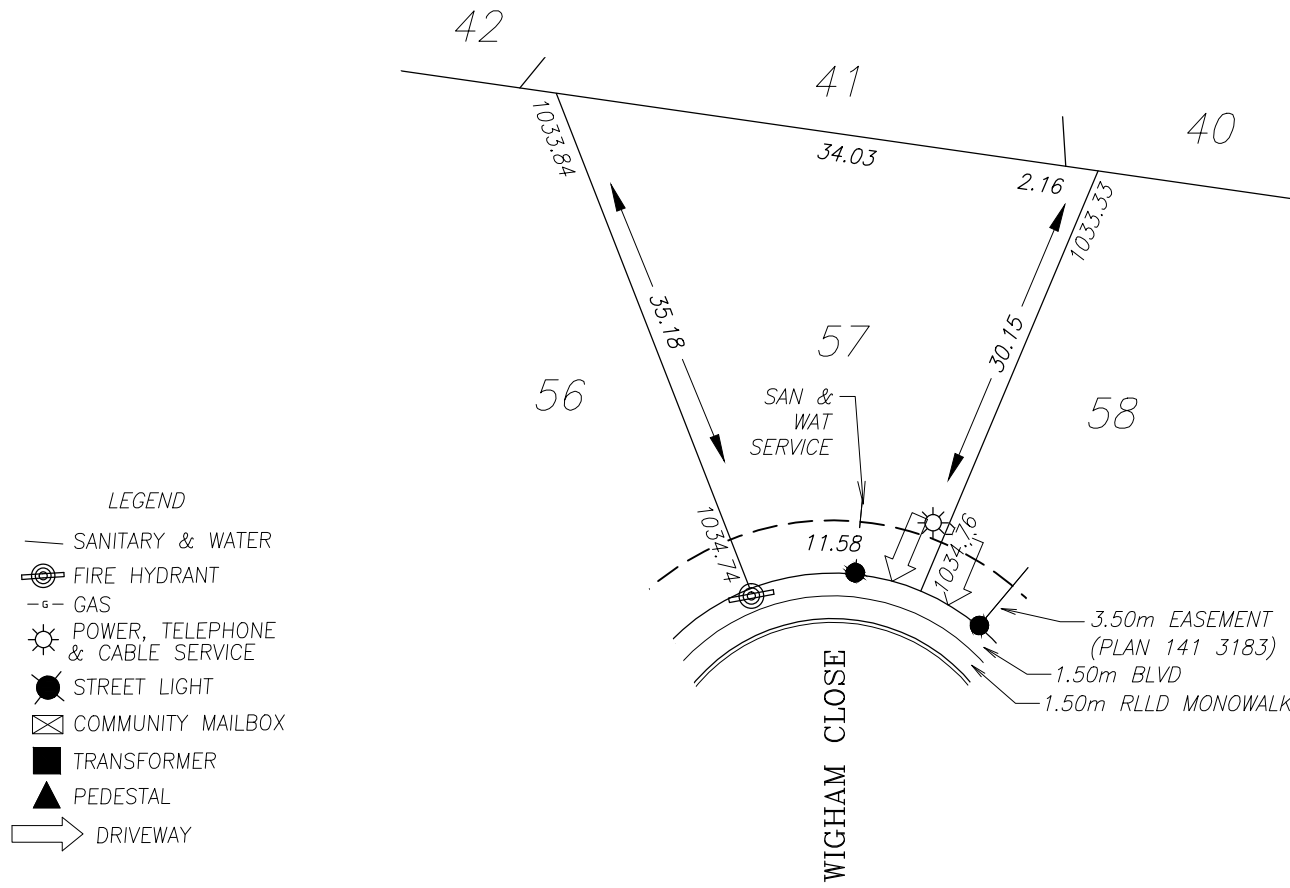 42
41
40
1033.84
34.03
2.16
1033.33
35.18
30.15
57
56
58
SAN &
WAT
SERVICE
LEGEND
SANITARY & WATER
FIRE HYDRANT
G GAS
POWER, TELEPHONE
& CABLE SERVICE
STREET LIGHT
COMMUNITY MAILBOX
TRANSFORMER
PEDESTAL
DRIVEWAY
1034.74
11.58
3.50m EASEMENT
(PLAN 141 3183)
1.50m BLVD
1.50m RLLD MONOWALK
WIGHAM CLOSE